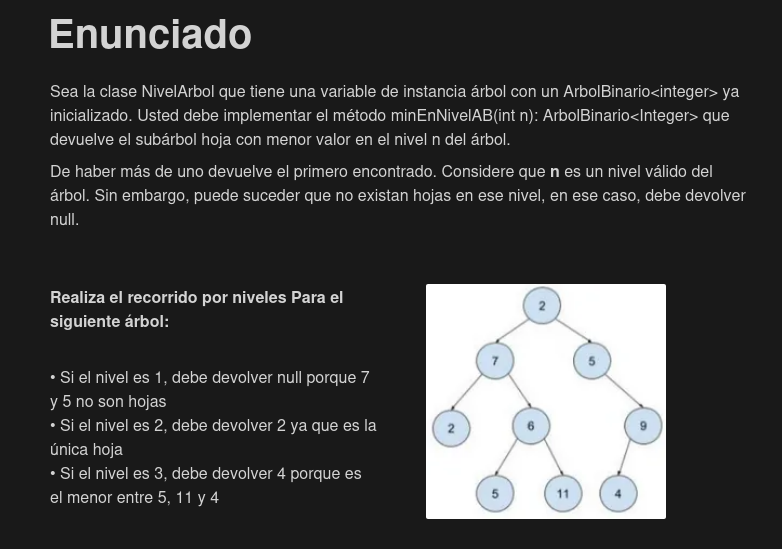 Enunciado
Sea la clase NivelArbol que tiene una variable de instancia árbol con un ArbolBinario<integer> ya
inicializado. Usted debe implementar el método minEnNivelAB(int n): ArbolBinario<Integer> que
devuelve el subárbol hoja con menor valor en el nivel n del árbol.
De haber más de uno devuelve el primero encontrado. Considere que n es un nivel válido del
árbol. Sin embargo, puede suceder que no existan hojas en ese nivel, en ese caso, debe devolver
null.
Realiza el recorrido por niveles Para el
siguiente árbol:
• Si el nivel es 1, debe devolver null porque 7
y 5 no son hojas
• Si el nivel es 2, debe devolver 2 ya que es la
única hoja
• Si el nivel es 3, debe devolver 4 porque es
el menor entre 5, 11 y 4
2
7 5
2 6 9
5 11 4